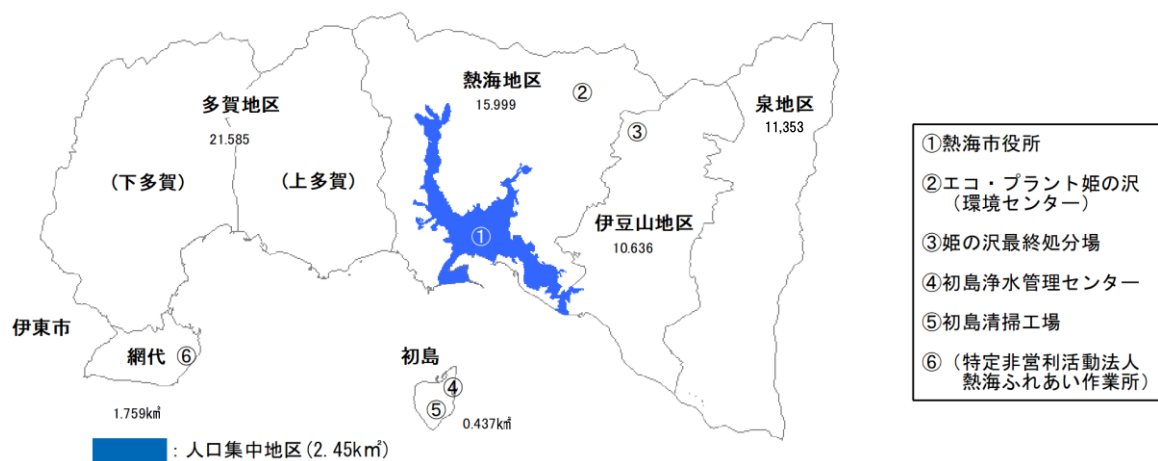 熱海地区
15.999
②
泉地区
11,353
多賀地区
21.585
③
(下多賀)
(上多賀)
伊豆山地区
10.636
①
伊東市
網代
⑥
初島
④
⑤
1.759k㎡
0.437k㎡
：人口集中地区(2.45k㎡)
①熱海市役所
②エコ・プラント姫の沢
（環境センター）
③姫の沢最終処分場
④初島浄水管理センター
⑤初島清掃工場
⑥（特定非営利活動法人
熱海ふれあい作業所）